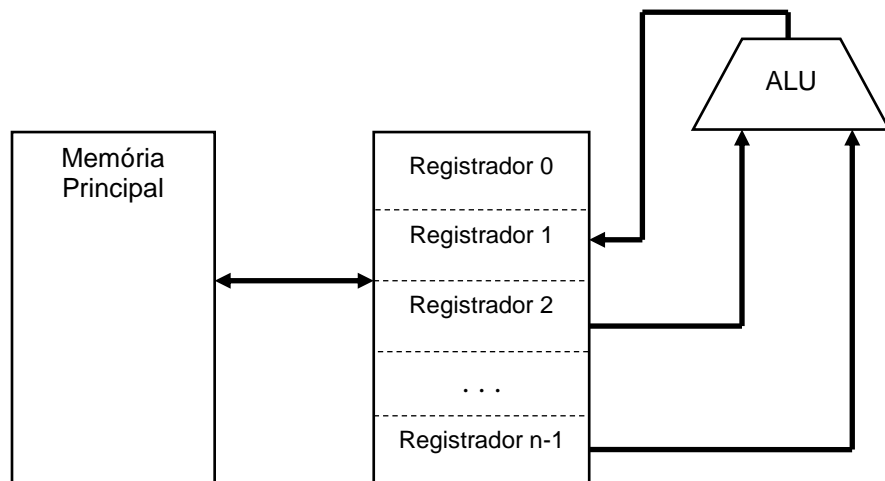 ALU
Memória
Principal
Registrador 0
Registrador 1
Registrador 2
. . .
Registrador n-1